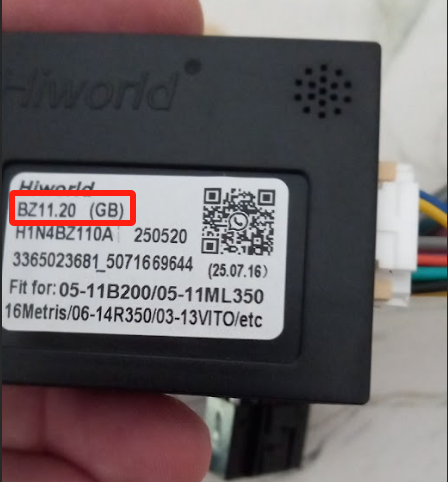 Hiworld
Hiworld
BZ11.20 (GB)
H1N4BZ110A 250520
3365023681_5071669644 (25.07.16)
Fit for: 05-11B200/05-11ML350
16Metris/06-14R350/03-13VITO/etc